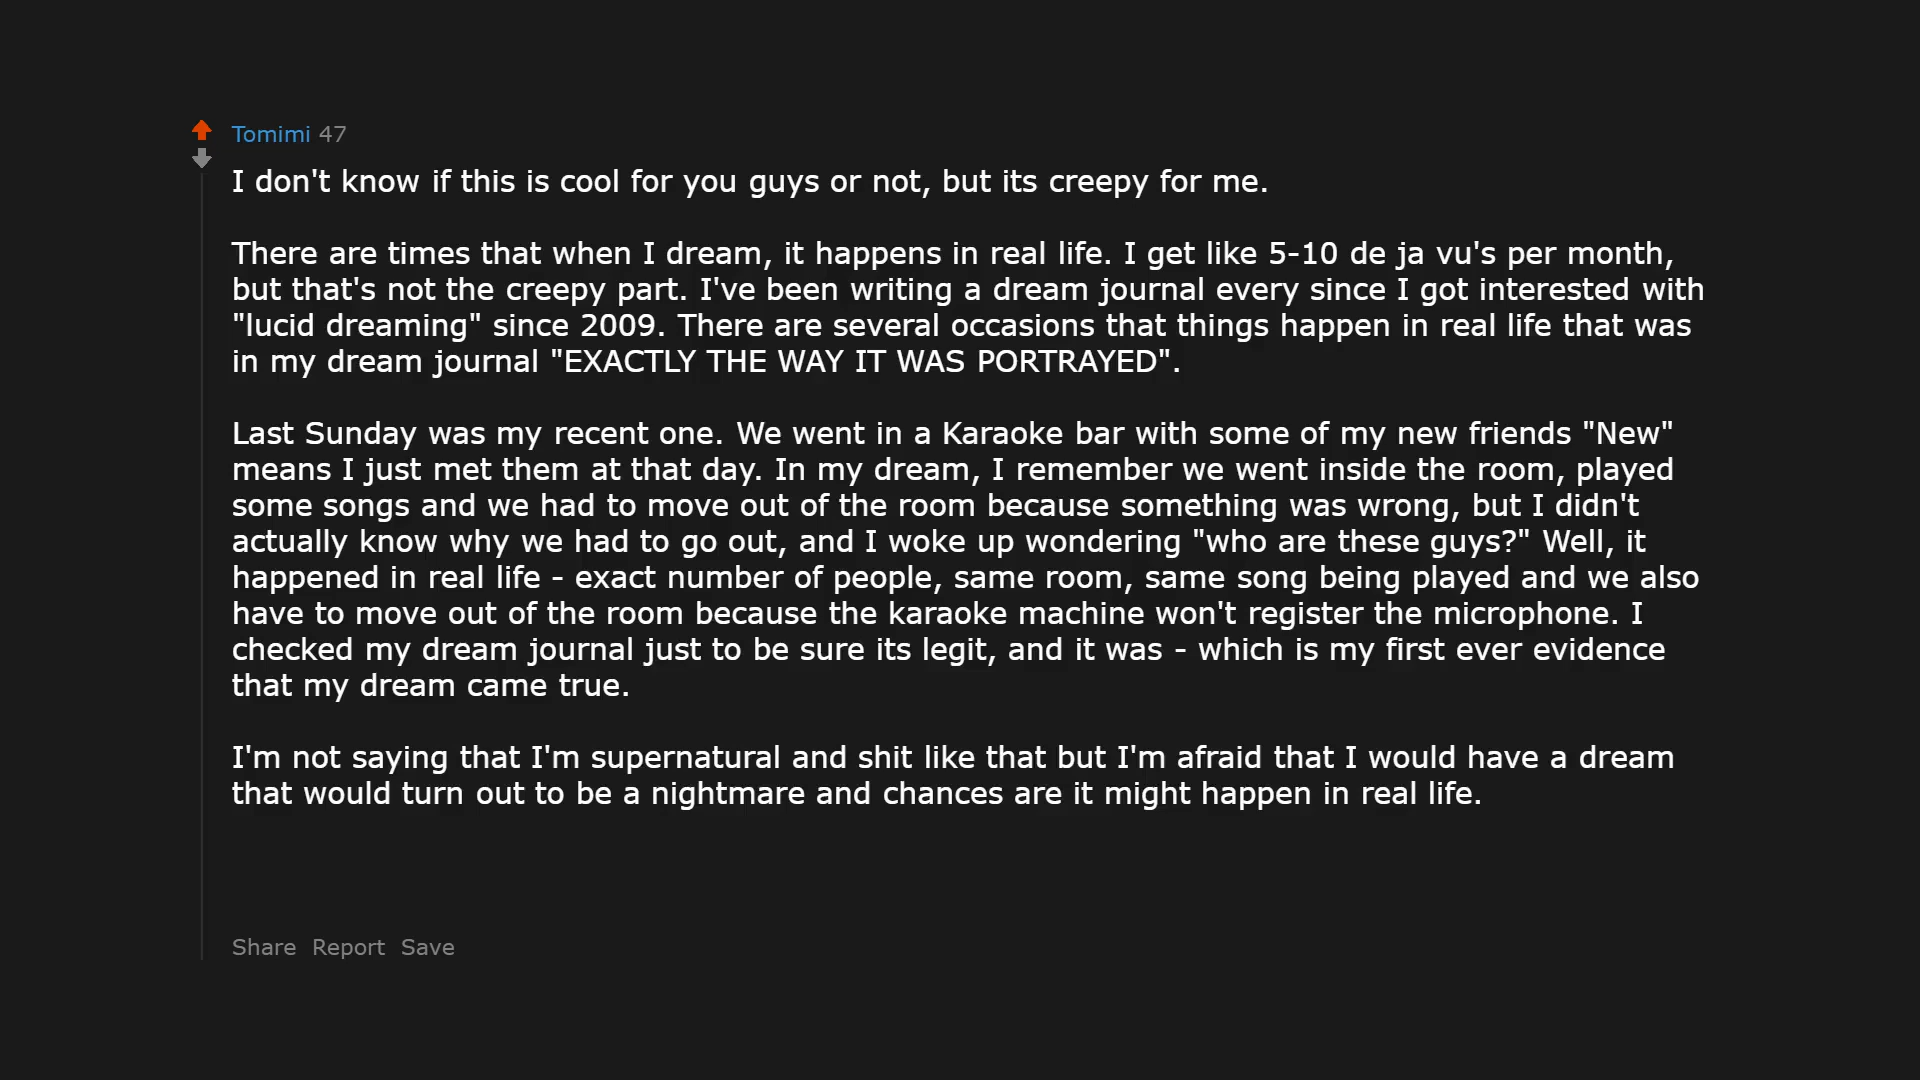 Tomimi 47
I don't know if this is cool for you guys or not, but its creepy for me.
There are times that when I dream, it happens in real life. I get like 5-10 de ja vu's per month,
but that's not the creepy part. I've been writing a dream journal every since I got interested with
"lucid dreaming" since 2009. There are several occasions that things happen in real life that was
in my dream journal "EXACTLY THE WAY IT WAS PORTRAYED".
Last Sunday was my recent one. We went in a Karaoke bar with some of my new friends "New"
means I just met them at that day. In my dream, I remember we went inside the room, played
some songs and we had to move out of the room because something was wrong, but I didn't
actually know why we had to go out, and I woke up wondering "who are these guys?" Well, it
happened in real life - exact number of people, same room, same song being played and we also
have to move out of the room because the karaoke machine won't register the microphone. I
checked my dream journal just to be sure its legit, and it was - which is my first ever evidence
that my dream came true.
I'm not saying that I'm supernatural and shit like that but I'm afraid that I would have a dream
that would turn out to be a nightmare and chances are it might happen in real life.
Share Report Save